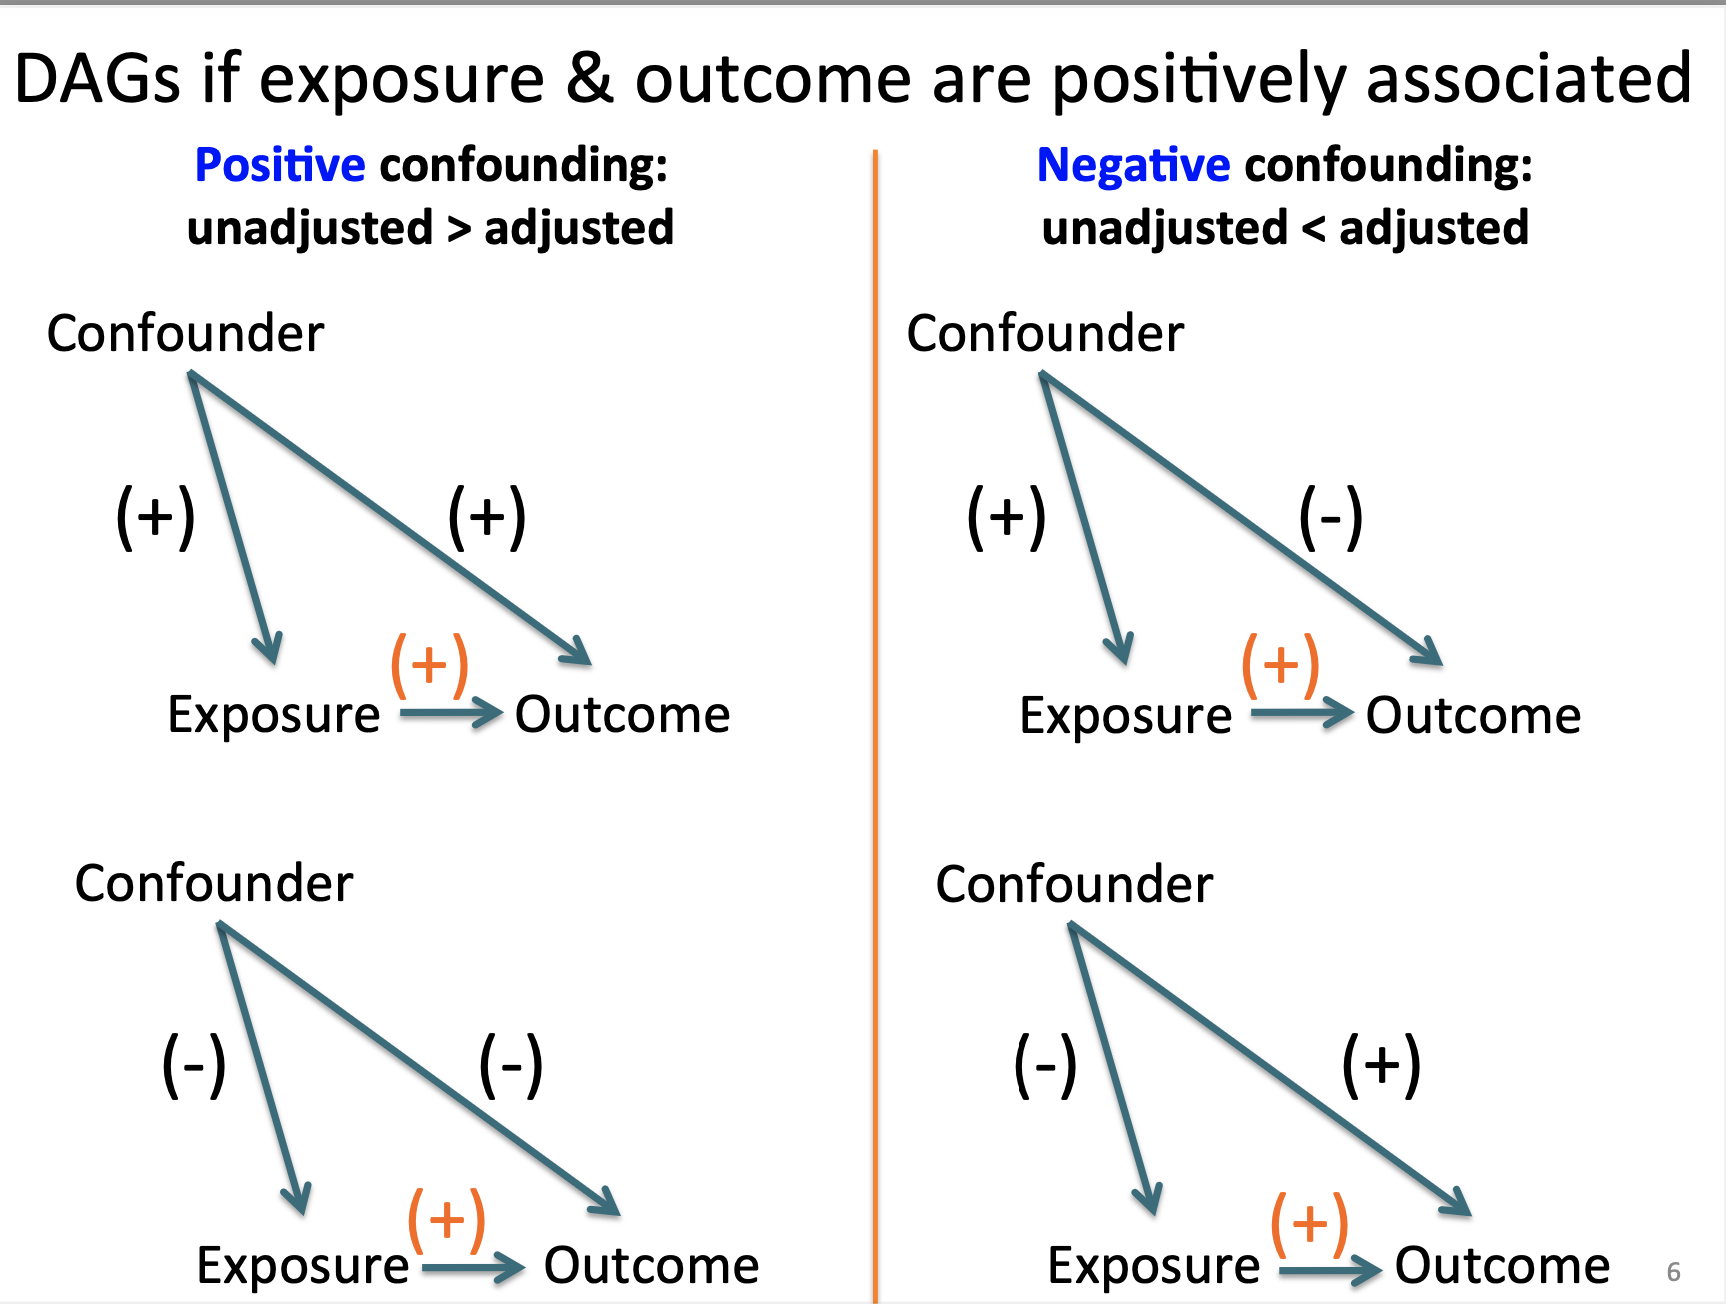 DAGs if exposure & outcome are positively associated
Positive confounding:
unadjusted > adjusted
Confounder
(+)
(+)
(+)
Exposure
Outcome
Confounder
(-)
(-)
(+)
Exposure
Outcome
Negative confounding:
unadjusted < adjusted
Confounder
(+)
(-)
(+)
Exposure
Outcome
Confounder
(-)
(+)
(+)
Exposure
Outcome
6